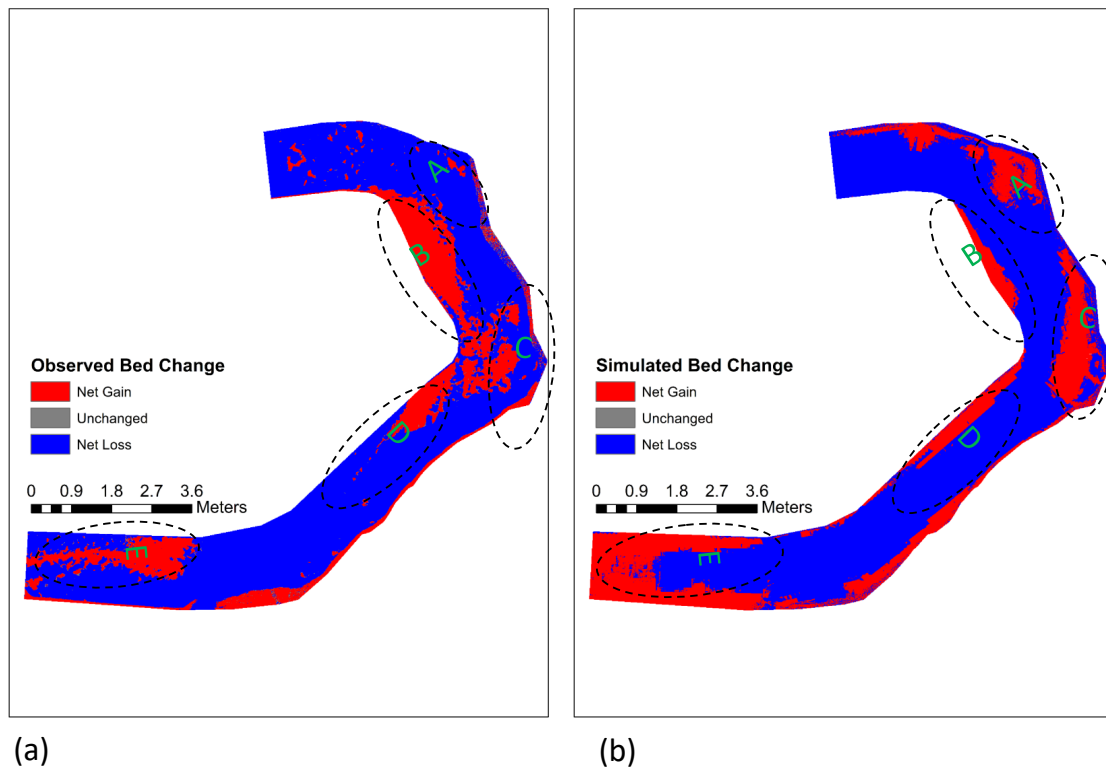 A
B
C
Observed Bed Change
Net Gain
Unchanged
Net Loss
D
0 0.9 1.8 2.7 3.6
Meters
E
(a)
A
B
C
Simulated Bed Change
Net Gain
Unchanged
Net Loss
D
0 0.9 1.8 2.7 3.6
Meters
E
(b)